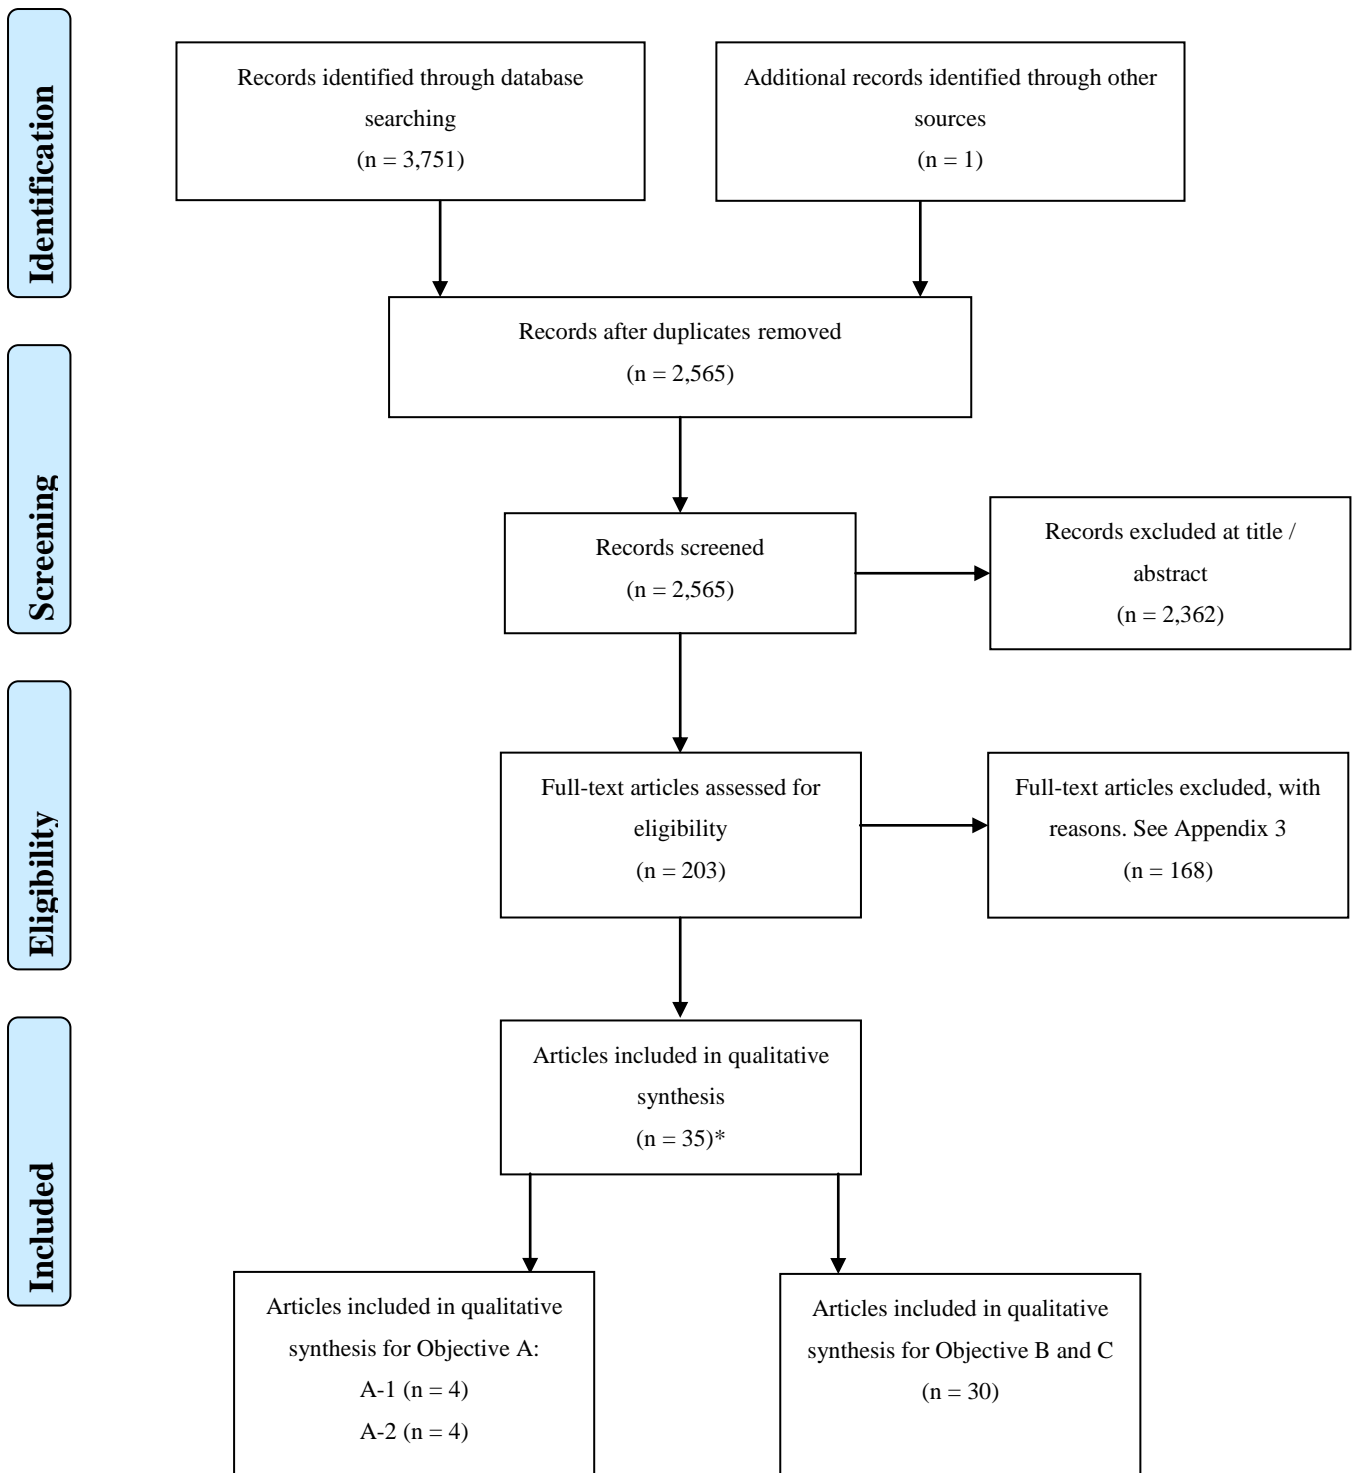 Identification
Records identified through database
searching
(n = 3,751)
Additional records identified through other
sources
(n = 1)
Records after duplicates removed
(n = 2,565)
Screening
Records screened
(n = 2,565)
Records excluded at title /
abstract
(n = 2,362)
Eligibility
Full-text articles assessed for
eligibility
(n = 203)
Full-text articles excluded, with
reasons. See Appendix 3
(n = 168)
Included
Articles included in qualitative
synthesis
(n = 35)*
Articles included in qualitative
synthesis for Objective A:
A-1 (n = 4)
A-2 (n = 4)
Articles included in qualitative
synthesis for Objective B and C
(n = 30)